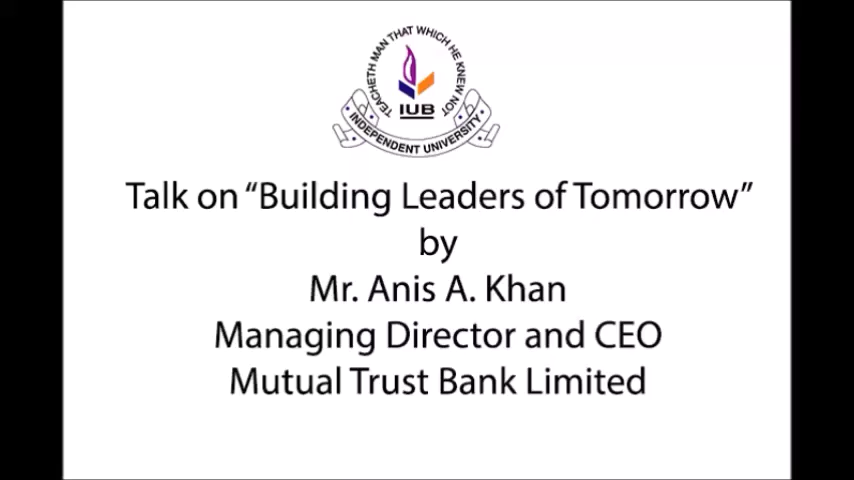 TEACHETH MAN THAT WHICH HE KNEW NOT
IUB
INDEPENDENT UNIVERSITY
Talk on “Building Leaders of Tomorrow”
by
Mr. Anis A. Khan
Managing Director and CEO
Mutual Trust Bank Limited